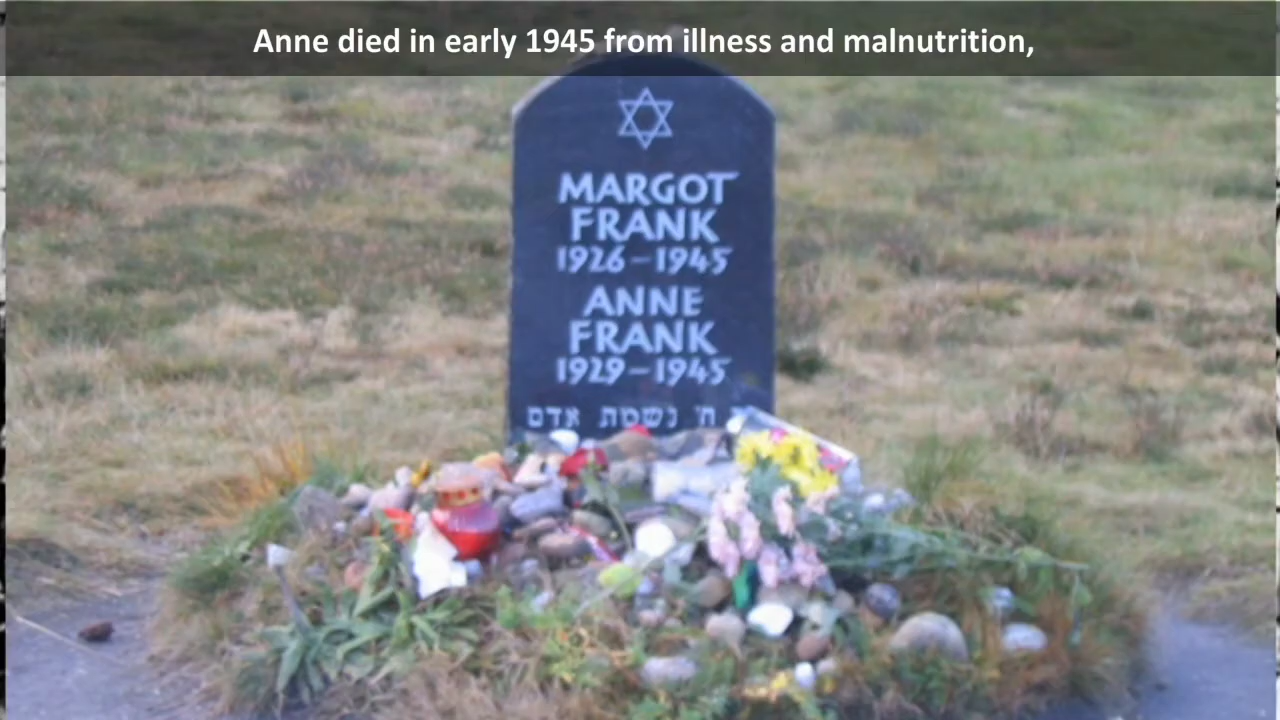 Anne died in early 1945 from illness and malnutrition,
MARGOT
FRANK
1926–1945
ANNE
FRANK
1929–1945
ה' נשמת אדם